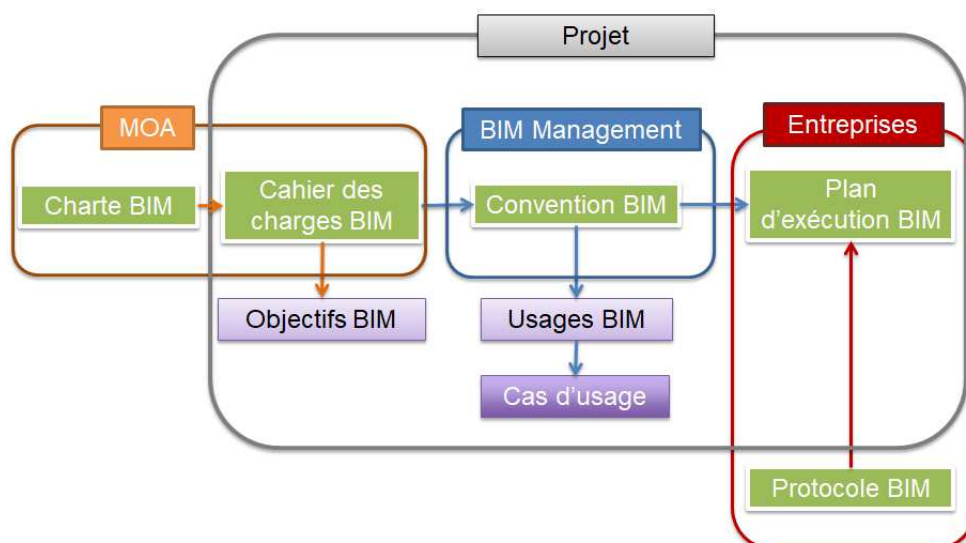 Projet
MOA
BIM Management
Entreprises
Charte BIM
Cahier des
charges BIM
Convention BIM
Plan
d'exécution BIM
Objectifs BIM
Usages BIM
Cas d'usage
Protocole BIM